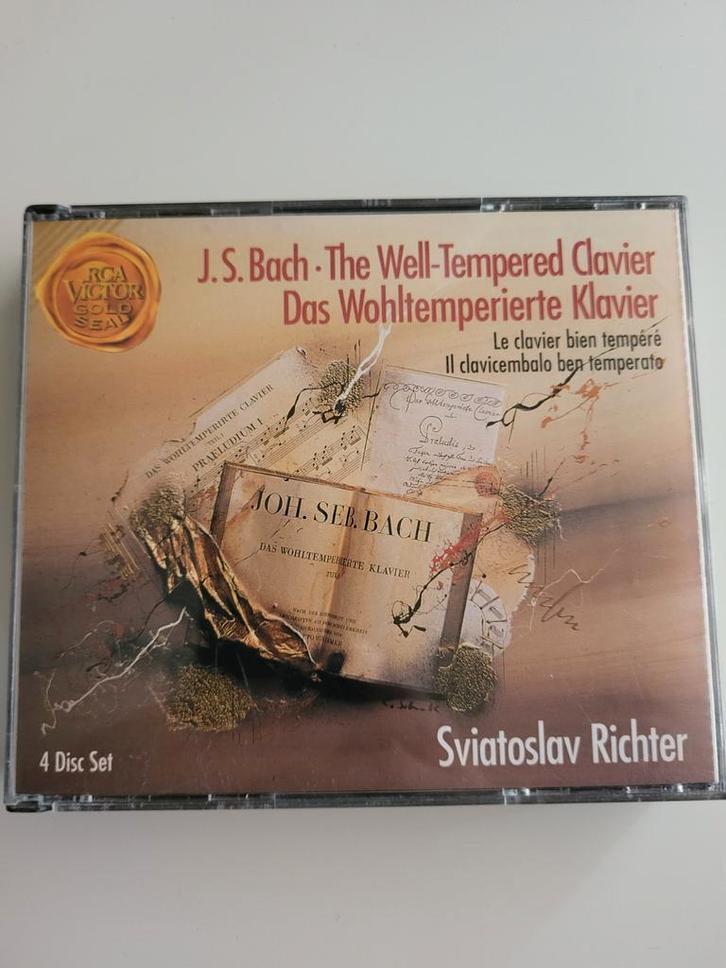 RCA
VICTOR
GOLD
SEAL
J.S. Bach · The Well-Tempered Clavier
Das Wohltemperierte Klavier
Le clavier bien tempéré
Il clavicembalo ben temperato
DAS WOHLTEMPERIRTE CLAVIER
PRAELUDIUM I
JOH. SEB. BACH
DAS WOHLTEMPERIERTE KLAVIER
4 Disc Set
Sviatoslav Richter